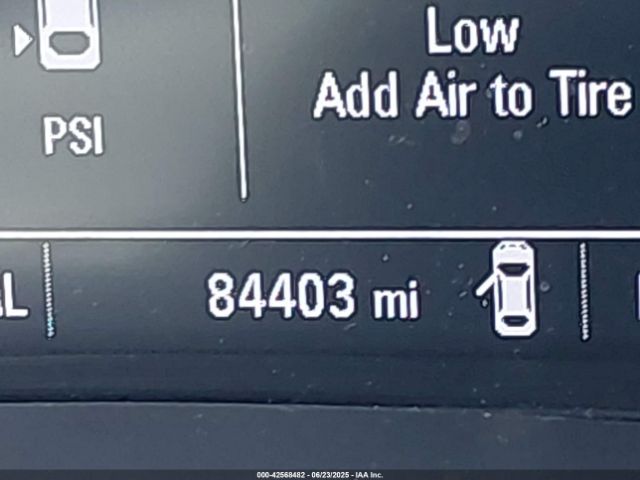 Low
Add Air to Tire
PSI
84403 mi
000-42568482 - 06/23/2025 - IAA Inc.